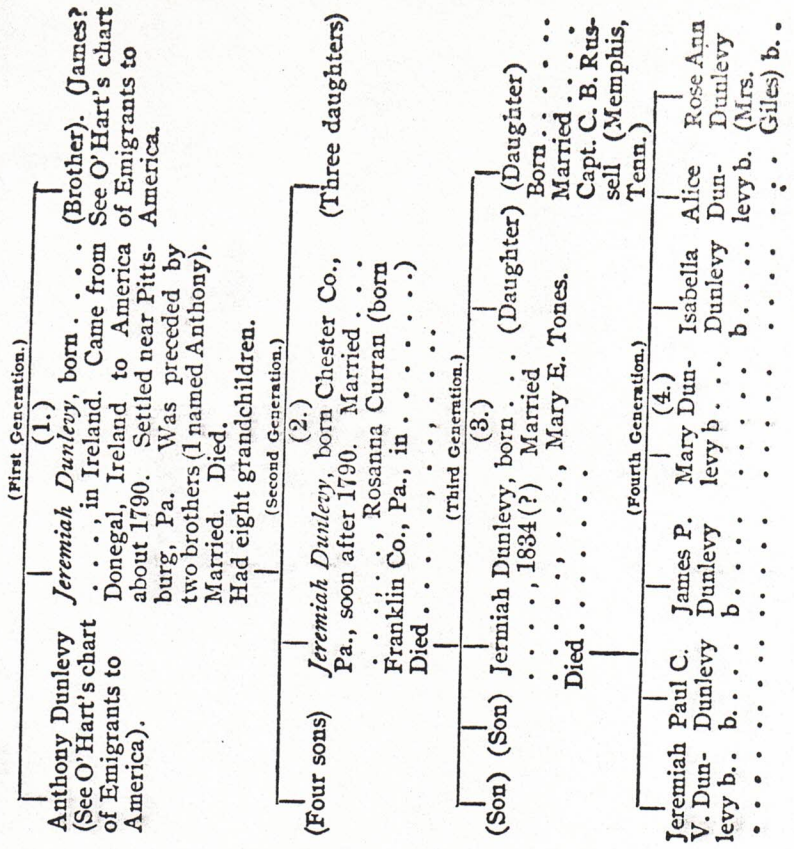 (First Generation.)
(1.)
Anthony Dunlevy
(See O'Hart's chart
of Emigrants to
America).
Jeremiah Dunlevy, born . . . .
. . . . , in Ireland. Came from
Donegal, Ireland to America
about 1790. Settled near Pitts-
burg, Pa. Was preceded by
two brothers (1 named Anthony).
Married. Died.
Had eight grandchildren.
(Brother). (James?
See O'Hart's chart
of Emigrants to
America.
(Second Generation.)
(2.)
(Four sons)
Jeremiah Dunlevy, born Chester Co.,
Pa., soon after 1790. Married . . .
. . . , . . , Rosanna Curran (born
Franklin Co., Pa., in . . . . . . .)
Died . . . . . . , . . , . . . . . .
(Three daughters)
(Third Generation.)
(3.)
(Son) (Son)
Jermiah Dunlevy, born . . .
. . . . . , 1834 (?) Married
. . . . . , . . . . , Mary E. Tones.
Died . . . . . . . .
(Daughter)
(Daughter)
Born . . . . . .
Married . . . .
Capt. C. B. Rus-
sell (Memphis,
Tenn.)
(Fourth Generation.)
(4.)
Jeremiah
V. Dun-
levy b. .
. . . . .
Paul C.
Dunlevy
b. . . .
. . . . .
James P.
Dunlevy
b. . . . .
. . . . .
Mary Dun-
levy b . . .
. . . . .
Isabella
Dunlevy
b . . . .
. . . . .
Alice
Dun-
levy b.
. . . .
Rose Ann
Dunlevy
(Mrs.
Giles) b. .
. . . . .